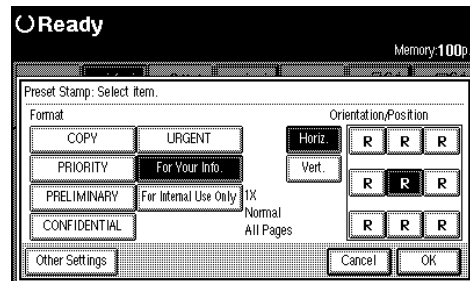 Ready
Memory:100p
Preset Stamp: Select item.
Format Orientation/Position
COPY URGENT Horiz. R R R
PRIORITY For Your Info. Vert.
R R R
PRELIMINARY For Internal Use Only 1X
Normal
CONFIDENTIAL All Pages R R R
Other Settings Cancel OK